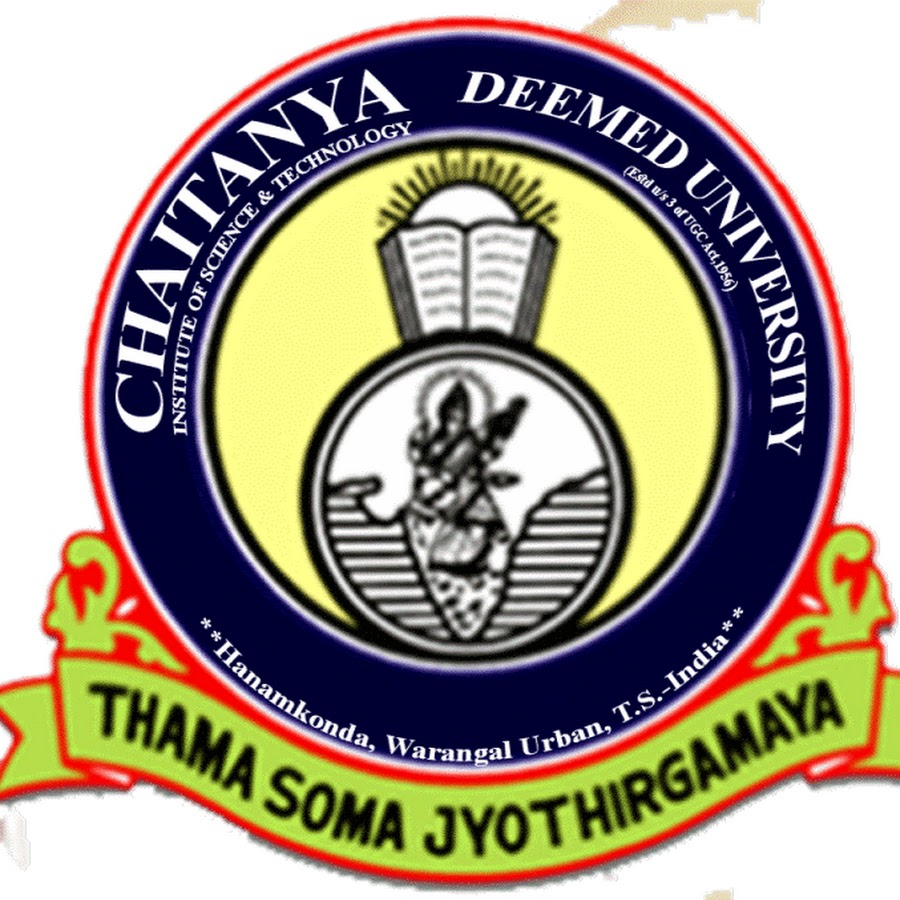 CHAITANYA DEEMED UNIVERSITY
INSTITUTE OF SCIENCE & TECHNOLOGY
(Estd u/s 3 of UGC Act,1956)
**Hanamkonda, Warangal Urban, T.S.-India**
THAMA SOMA JYOTHIRGAMAYA